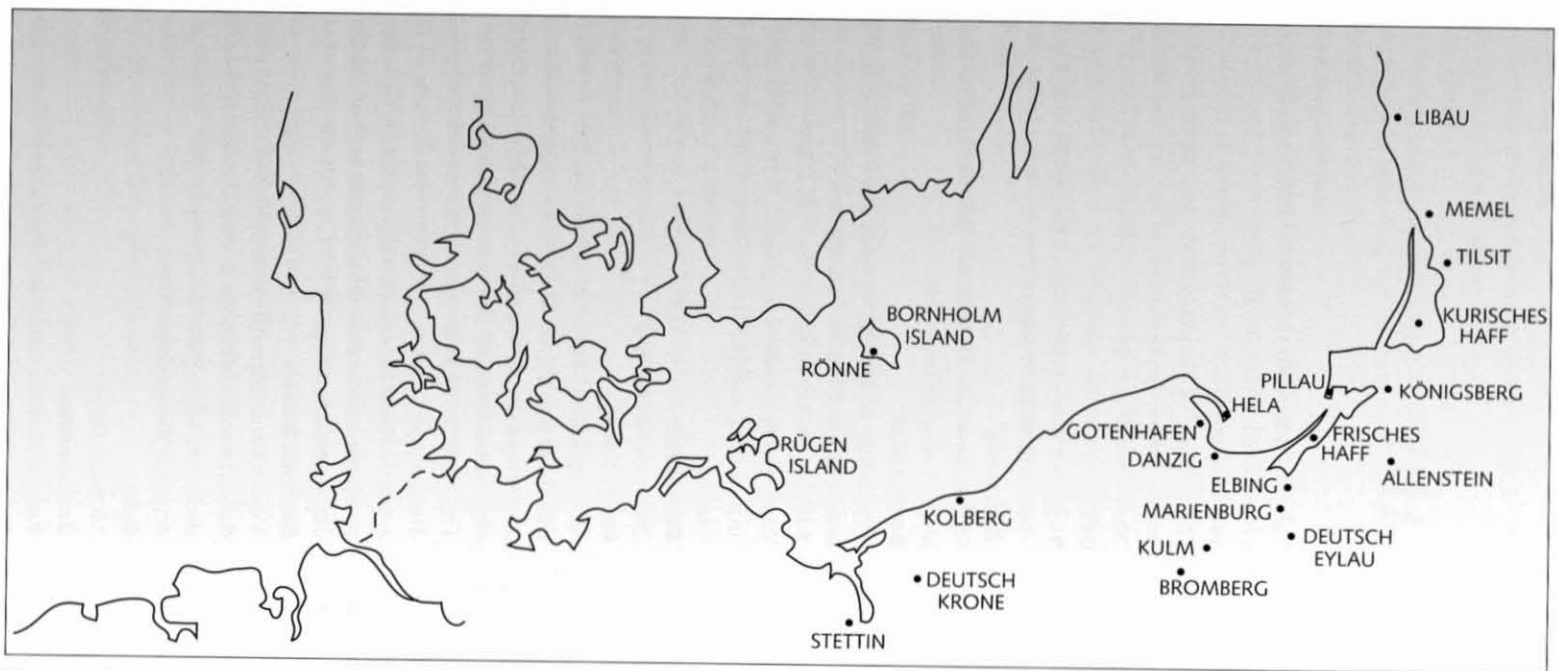 LIBAU
MEMEL
TILSIT
KURISCHES
HAFF
BORNHOLM
ISLAND
RÖNNE
PILLAU
KÖNIGSBERG
HELA
GOTENHAFEN
FRISCHES
HAFF
DANZIG
RÜGEN
ISLAND
ALLENSTEIN
ELBING
MARIENBURG
KOLBERG
DEUTSCH
EYLAU
KULM
BROMBERG
DEUTSCH
KRONE
STETTIN